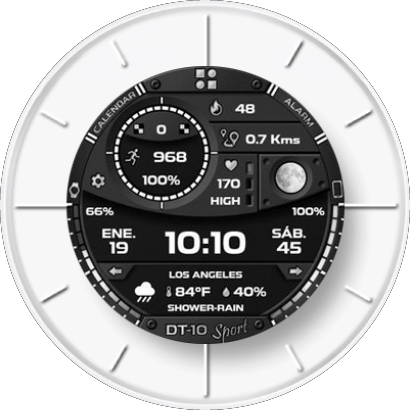 CALENDAR
ALARM
48
0
0.7 Kms
968
100%
170
HIGH
66%
100%
ENE.
19
10:10
SÁB.
45
LOS ANGELES
84°F 40%
SHOWER-RAIN
DT-10 Sport